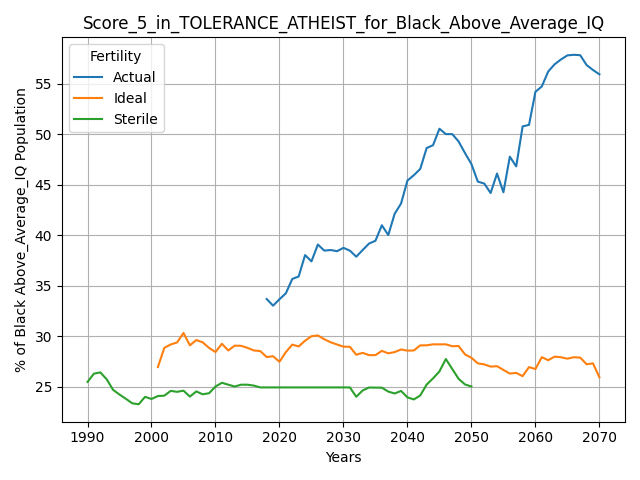 Score_5_in_TOLERANCE_ATHEIST_for_Black_Above_Average_IQ
Fertility
Actual
Ideal
Sterile
% of Black Above_Average_IQ Population
55
50
45
40
35
30
25
1990 2000 2010 2020 2030 2040 2050 2060 2070
Years